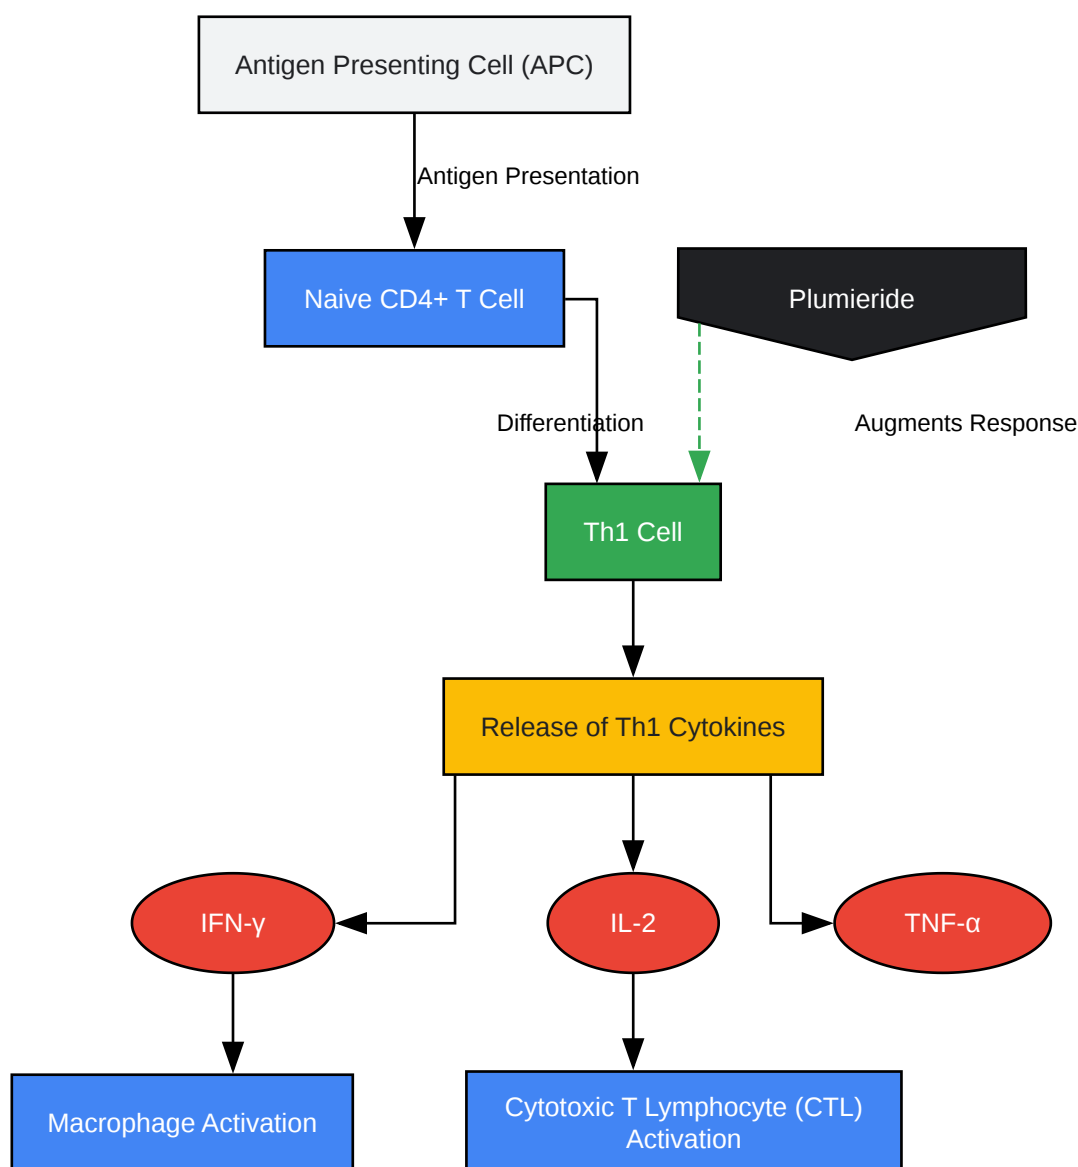 Antigen Presenting Cell (APC)
Antigen Presentation
Naive CD4+ T Cell
Plumieride
Differentiation
Augments Response
Th1 Cell
Release of Th1 Cytokines
IFN-γ
IL-2
TNF-α
Macrophage Activation
Cytotoxic T Lymphocyte (CTL)
Activation